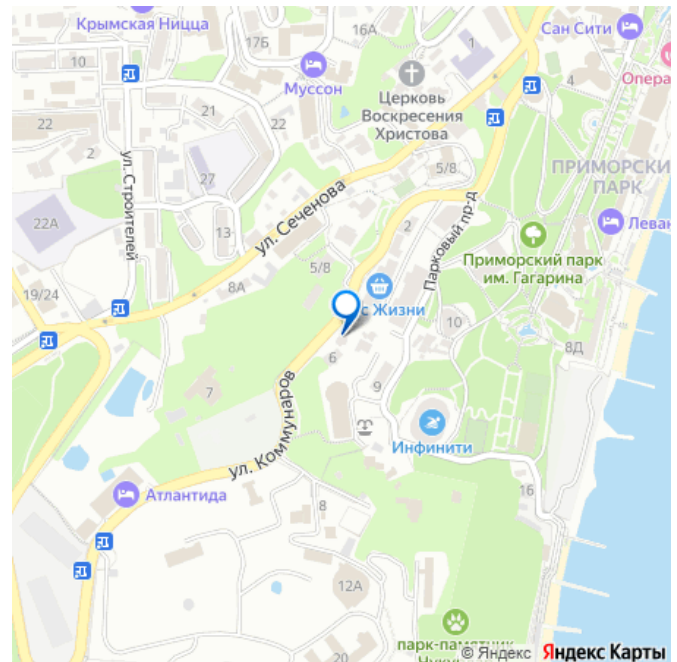 Крымская Ницца
17Б
16А
Сан Сити
10
Муссон
1
4
Опера
Церковь
Воскресения
Христова
21
22
22
2
ул. Строителей
27
5/8
ПРИМОРСКИ
ПАРК
22А
13
ул. Сеченова
2
Леван
Парковый пр-д
Приморский парк
им. Гагарина
5/8
19/24
8А
с Жизни
10
8Д
6
7
9
ул. Коммунаров
Инфинити
16
Атлантида
8
12А
парк-памятник
20
© Яндекс Яндекс Карты